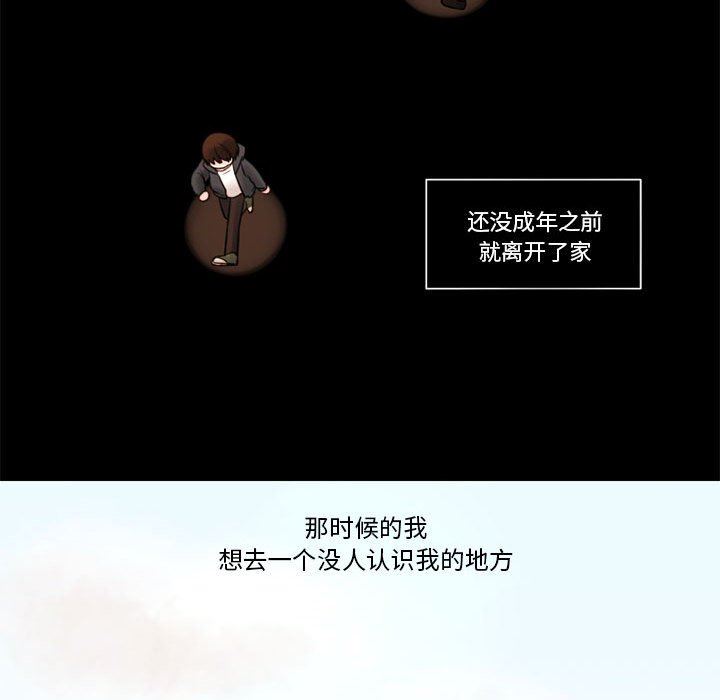 还没成年之前
就离开了家
那时候的我
想去一个没人认识我的地方